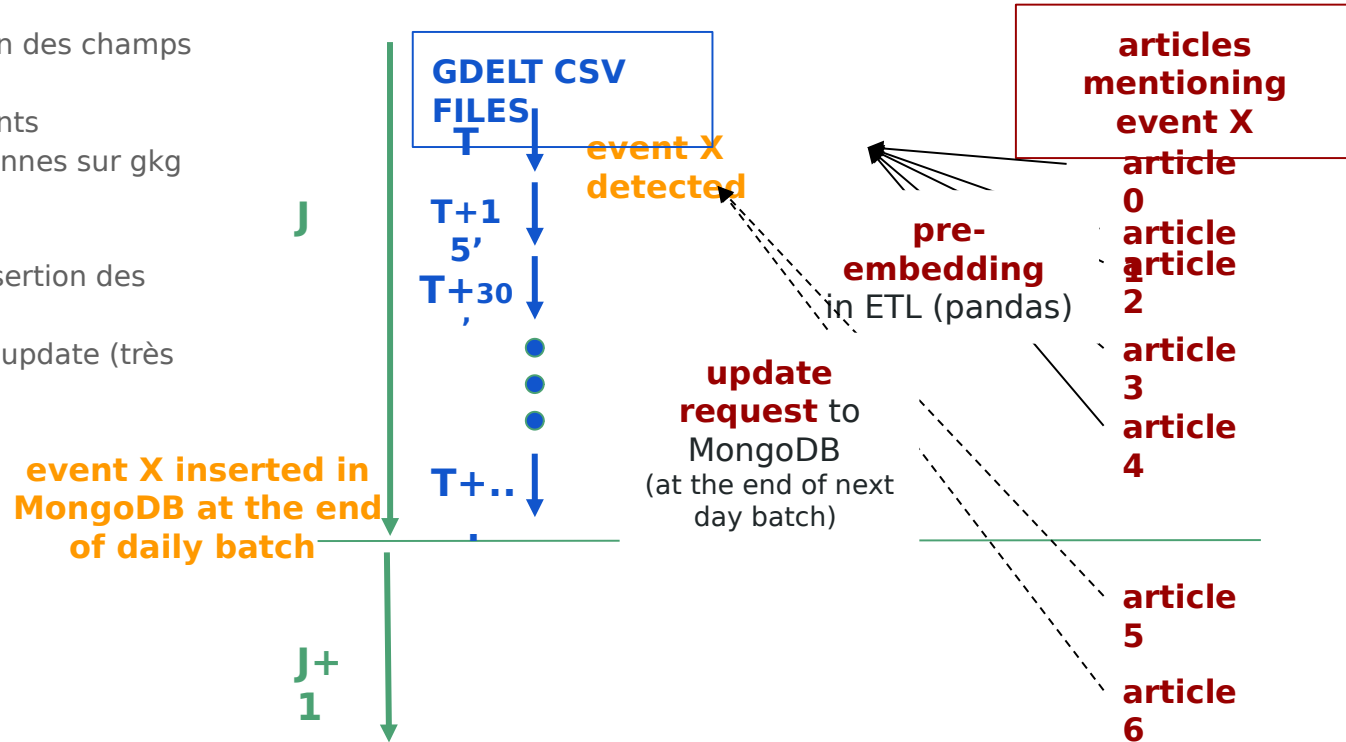 n des champs
nts
ennes sur gkg
sertion des
update (très
GDELT CSV
FILES
T
event X
detected
T+1
5’
T+30
’
T+..
.
J
event X inserted in
MongoDB at the end
of daily batch
J+
1
pre-
embedding
in ETL (pandas)
update
request to
MongoDB
(at the end of next
day batch)
articles
mentioning
event X
article
0
article
1
article
2
article
3
article
4
article
5
article
6